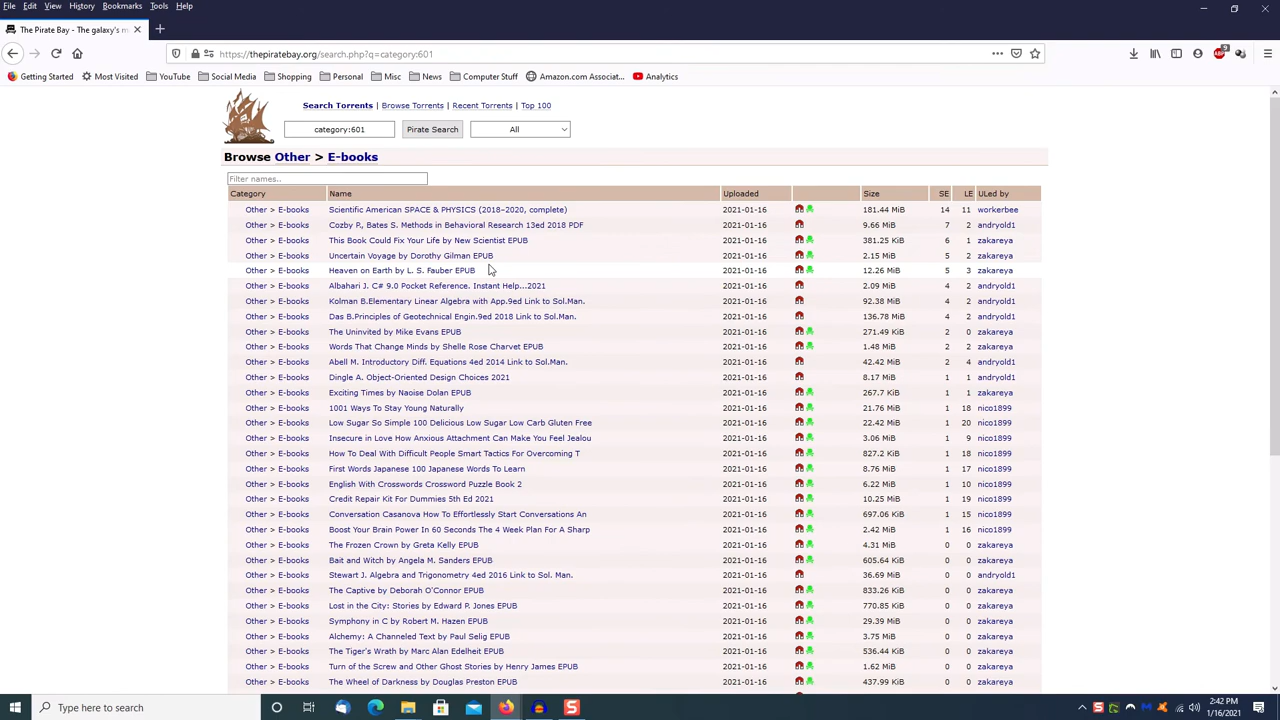 File Edit View History Bookmarks Tools Help
The Pirate Bay - The galaxy's m
https://thepiratebay.org/search.php?q=category:601
9
Getting Started Most Visited YouTube Social Media Shopping Personal Misc News Computer Stuff Amazon.com Associat... Analytics
Search Torrents | Browse Torrents | Recent Torrents | Top 100
category:601 Pirate Search All
Browse Other > E-books
Filter names..
Category Name Uploaded Size SE LE ULed by
Other > E-books Scientific American SPACE & PHYSICS (2018–2020, complete) 2021-01-16 181.44 MiB 14 11 workerbee
Other > E-books Cozby P., Bates S. Methods in Behavioral Research 13ed 2018 PDF 2021-01-16 9.66 MiB 7 2 andryold1
Other > E-books This Book Could Fix Your Life by New Scientist EPUB 2021-01-16 381.25 KiB 6 1 zakareya
Other > E-books Uncertain Voyage by Dorothy Gilman EPUB 2021-01-16 2.15 MiB 5 2 zakareya
Other > E-books Heaven on Earth by L. S. Fauber EPUB 2021-01-16 12.26 MiB 5 3 zakareya
Other > E-books Albahari J. C# 9.0 Pocket Reference. Instant Help...2021 2021-01-16 2.09 MiB 4 2 andryold1
Other > E-books Kolman B.Elementary Linear Algebra with App.9ed Link to Sol.Man. 2021-01-16 92.38 MiB 4 2 andryold1
Other > E-books Das B.Principles of Geotechnical Engin.9ed 2018 Link to Sol.Man. 2021-01-16 136.78 MiB 4 2 andryold1
Other > E-books The Uninvited by Mike Evans EPUB 2021-01-16 271.49 KiB 2 0 zakareya
Other > E-books Words That Change Minds by Shelle Rose Charvet EPUB 2021-01-16 1.48 MiB 2 2 zakareya
Other > E-books Abell M. Introductory Diff. Equations 4ed 2014 Link to Sol.Man. 2021-01-16 42.42 MiB 2 4 andryold1
Other > E-books Dingle A. Object-Oriented Design Choices 2021 2021-01-16 8.17 MiB 1 1 andryold1
Other > E-books Exciting Times by Naoise Dolan EPUB 2021-01-16 267.7 KiB 1 1 zakareya
Other > E-books 1001 Ways To Stay Young Naturally 2021-01-16 21.76 MiB 1 18 nico1899
Other > E-books Low Sugar So Simple 100 Delicious Low Sugar Low Carb Gluten Free 2021-01-16 22.42 MiB 1 20 nico1899
Other > E-books Insecure in Love How Anxious Attachment Can Make You Feel Jealou 2021-01-16 3.06 MiB 1 9 nico1899
Other > E-books How To Deal With Difficult People Smart Tactics For Overcoming T 2021-01-16 827.2 KiB 1 18 nico1899
Other > E-books First Words Japanese 100 Japanese Words To Learn 2021-01-16 8.76 MiB 1 17 nico1899
Other > E-books English With Crosswords Crossword Puzzle Book 2 2021-01-16 6.22 MiB 1 10 nico1899
Other > E-books Credit Repair Kit For Dummies 5th Ed 2021 2021-01-16 10.25 MiB 1 19 nico1899
Other > E-books Conversation Casanova How To Effortlessly Start Conversations An 2021-01-16 697.06 KiB 1 15 nico1899
Other > E-books Boost Your Brain Power In 60 Seconds The 4 Week Plan For A Sharp 2021-01-16 2.42 MiB 1 16 nico1899
Other > E-books The Frozen Crown by Greta Kelly EPUB 2021-01-16 4.31 MiB 0 0 zakareya
Other > E-books Bait and Witch by Angela M. Sanders EPUB 2021-01-16 605.64 KiB 0 0 zakareya
Other > E-books Stewart J. Algebra and Trigonometry 4ed 2016 Link to Sol. Man. 2021-01-16 36.69 MiB 0 0 andryold1
Other > E-books The Captive by Deborah O'Connor EPUB 2021-01-16 833.26 KiB 0 0 zakareya
Other > E-books Lost in the City: Stories by Edward P. Jones EPUB 2021-01-16 770.85 KiB 0 0 zakareya
Other > E-books Symphony in C by Robert M. Hazen EPUB 2021-01-16 29.39 MiB 0 0 zakareya
Other > E-books Alchemy: A Channeled Text by Paul Selig EPUB 2021-01-16 3.75 MiB 0 0 zakareya
Other > E-books The Tiger's Wrath by Marc Alan Edelheit EPUB 2021-01-16 536.44 KiB 0 0 zakareya
Other > E-books Turn of the Screw and Other Ghost Stories by Henry James EPUB 2021-01-16 1.62 MiB 0 0 zakareya
Other > E-books The Wheel of Darkness by Douglas Preston EPUB 2021-01-16 437.99 KiB 0 0 zakareya
Type here to search
2:42 PM
1/16/2021